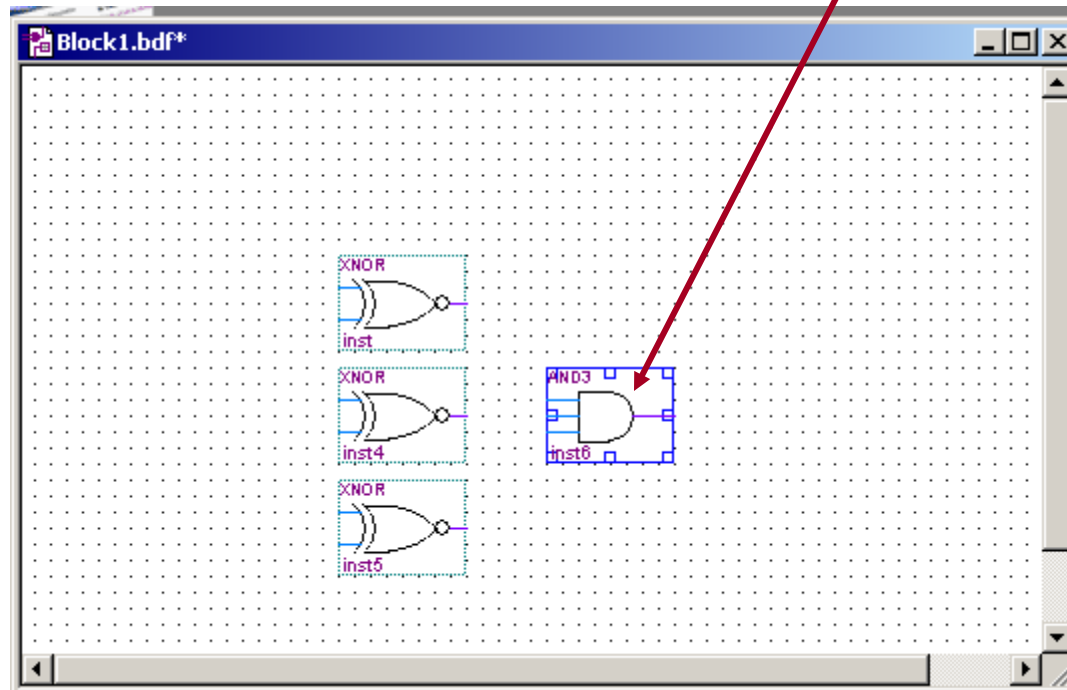 Block1.bdf*
XNOR
inst
XNOR
inst4
AND3
inst6
XNOR
inst5